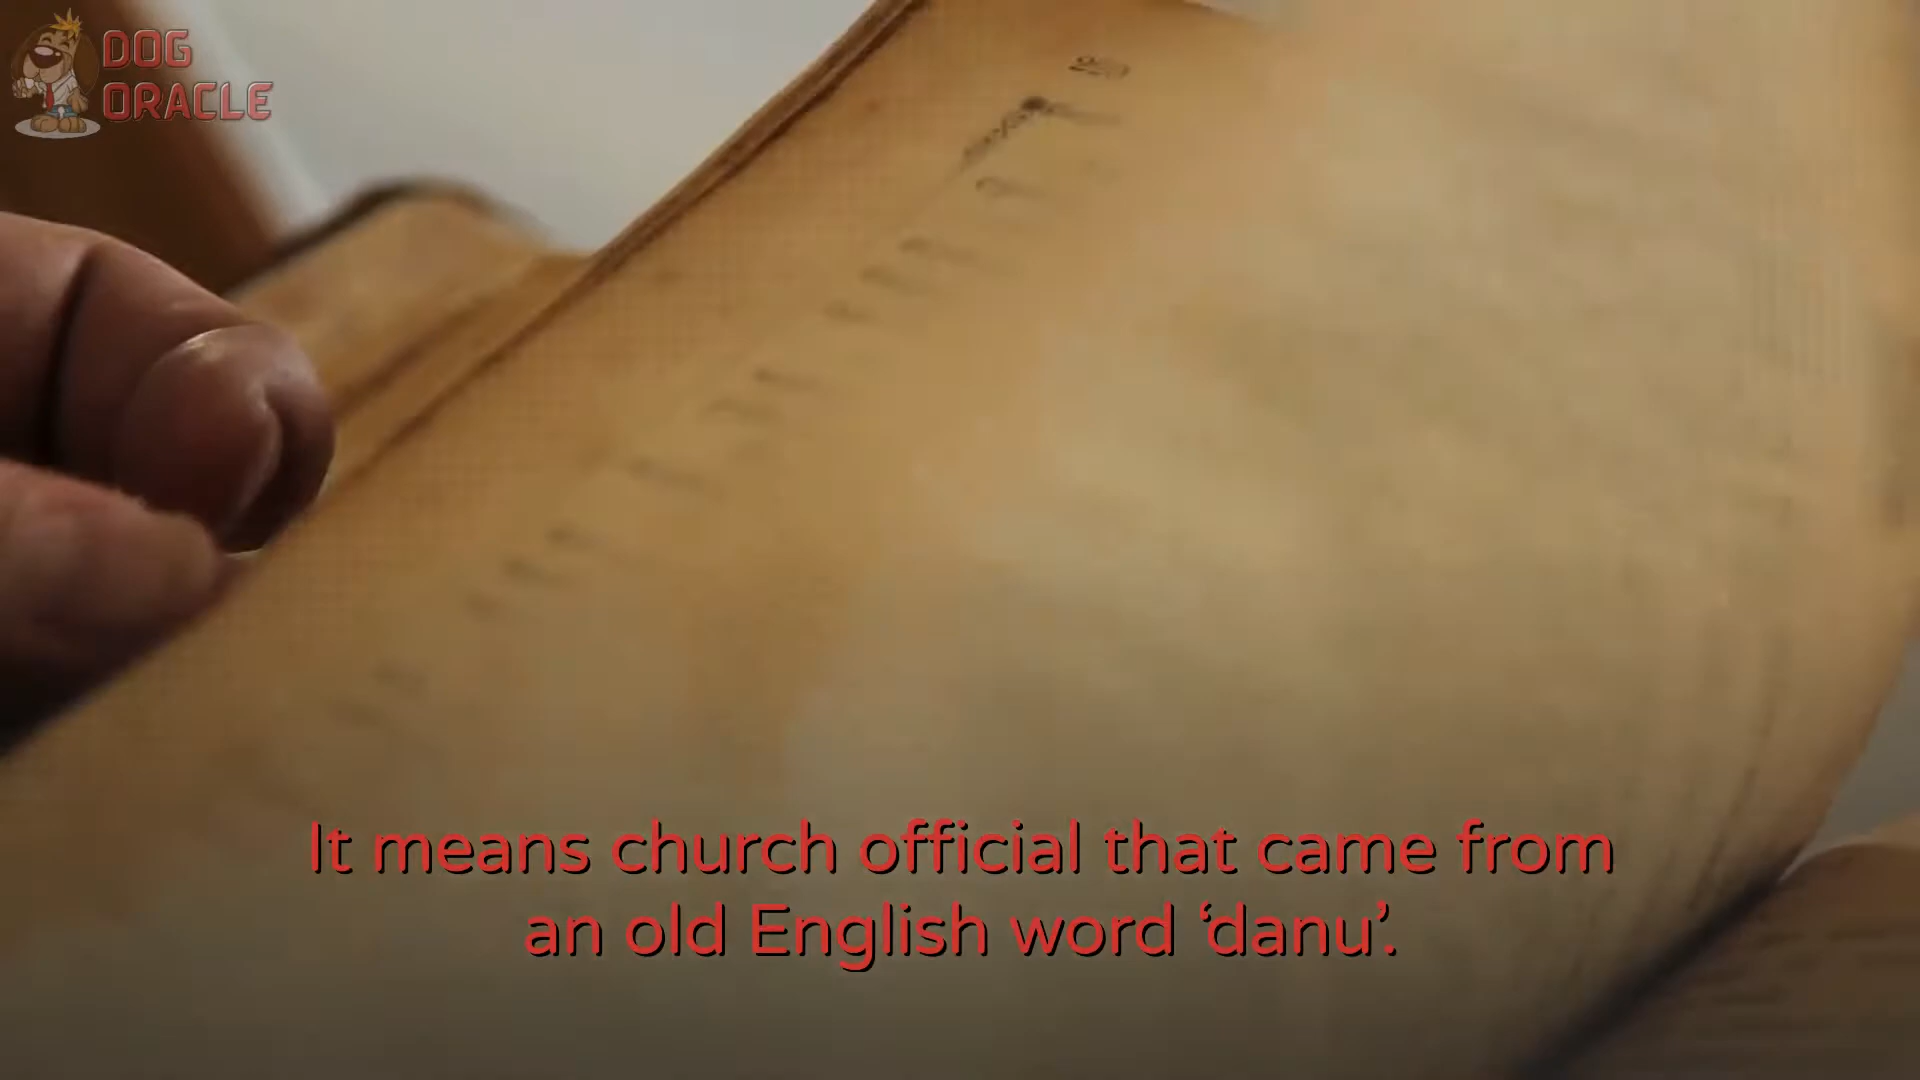 DOG
ORACLE
It means church official that came from
an old English word ‘danu’.